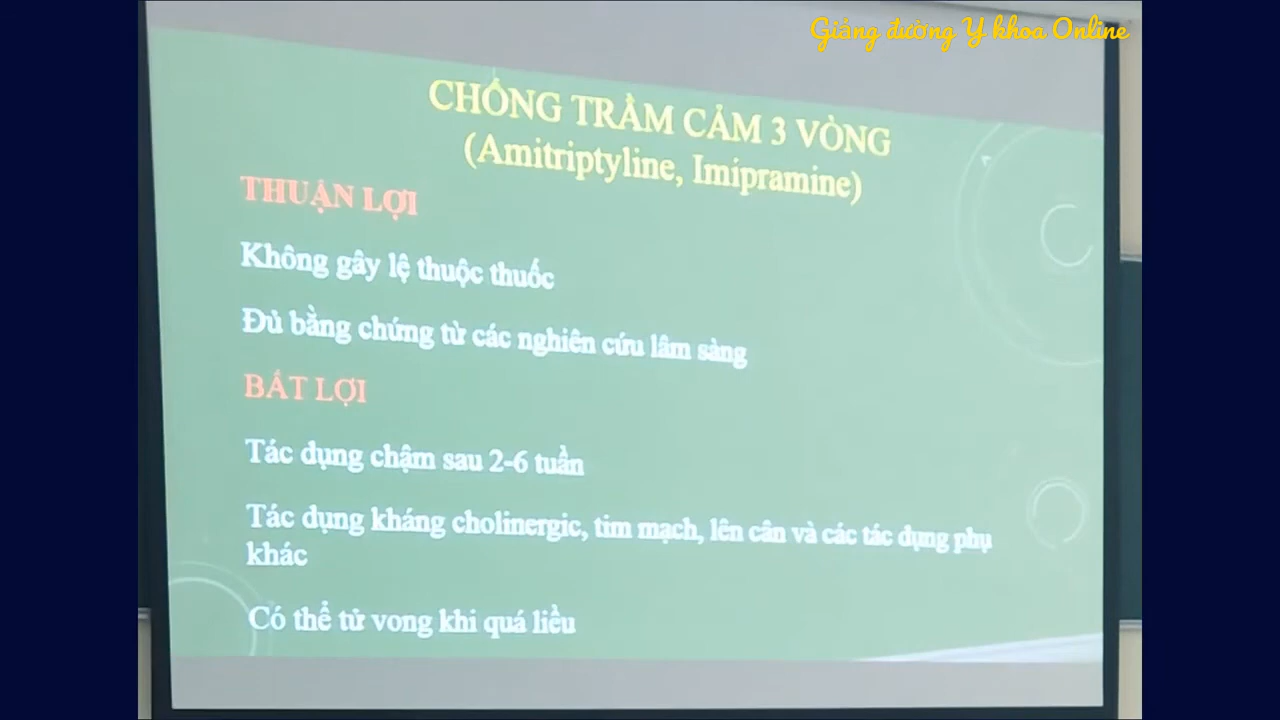 Giảng đường Y khoa Online
CHỐNG TRẦM CẢM 3 VÒNG
(Amitriptyline, Imipramine)
THUẬN LỢI
Không gây lệ thuộc thuốc
Đủ bằng chứng từ các nghiên cứu lâm sàng
BẤT LỢI
Tác dụng chậm sau 2-6 tuần
Tác dụng kháng cholinergic, tim mạch, lên cân và các tác dụng phụ
khác
Có thể tử vong khi quá liều